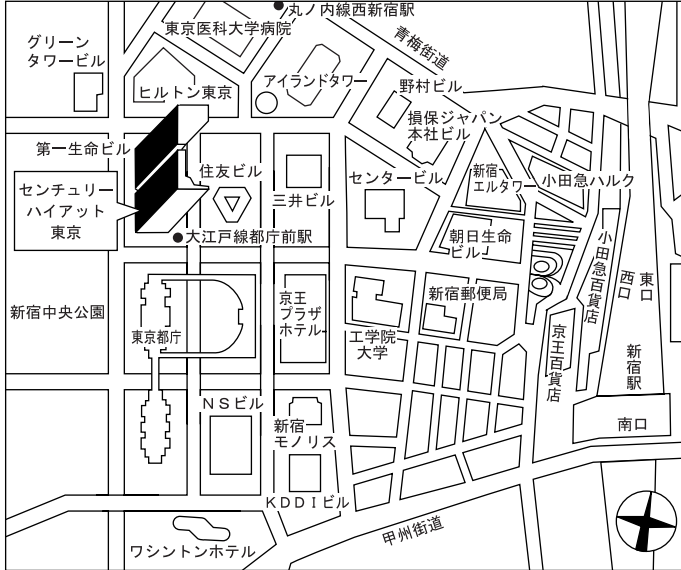 丸ノ内線西新宿駅
東京医科大学病院
青梅街道
グリーン
タワービル
ヒルトン東京
アイランドタワー
野村ビル
損保ジャパン
本社ビル
第一生命ビル
住友ビル
三井ビル
センタービル
新宿
エルタワー
小田急ハルク
センチュリー
ハイアット
東京
大江戸線都庁前駅
朝日生命
ビル
小田急百貨店
西口
東口
新宿中央公園
東京都庁
京王
プラザ
ホテル
工学院
大学
新宿郵便局
京王百貨店
新宿駅
NSビル
新宿
モノリス
南口
KDDIビル
甲州街道
ワシントンホテル